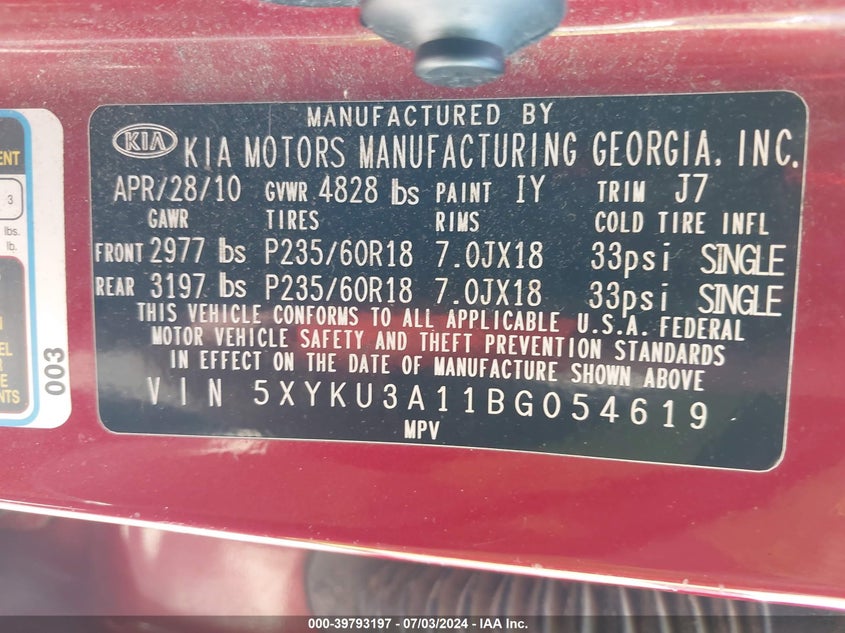 MANUFACTURED BY
KIA KIA MOTORS MANUFACTURING GEORGIA, INC.
APR/28/10 GVWR 4828 lbs PAINT IY TRIM J7
GAWR TIRES RIMS COLD TIRE INFL
FRONT 2977 lbs P235/60R18 7.0JX18 33psi SINGLE
REAR 3197 lbs P235/60R18 7.0JX18 33psi SINGLE
THIS VEHICLE CONFORMS TO ALL APPLICABLE U.S.A. FEDERAL
MOTOR VEHICLE SAFETY AND THEFT PREVENTION STANDARDS
IN EFFECT ON THE DATE OF MANUFACTURE SHOWN ABOVE
VIN 5XYKU3A11BG054619
MPV
3
lbs.
lb.
003
000-39793197 - 07/03/2024 - IAA Inc.